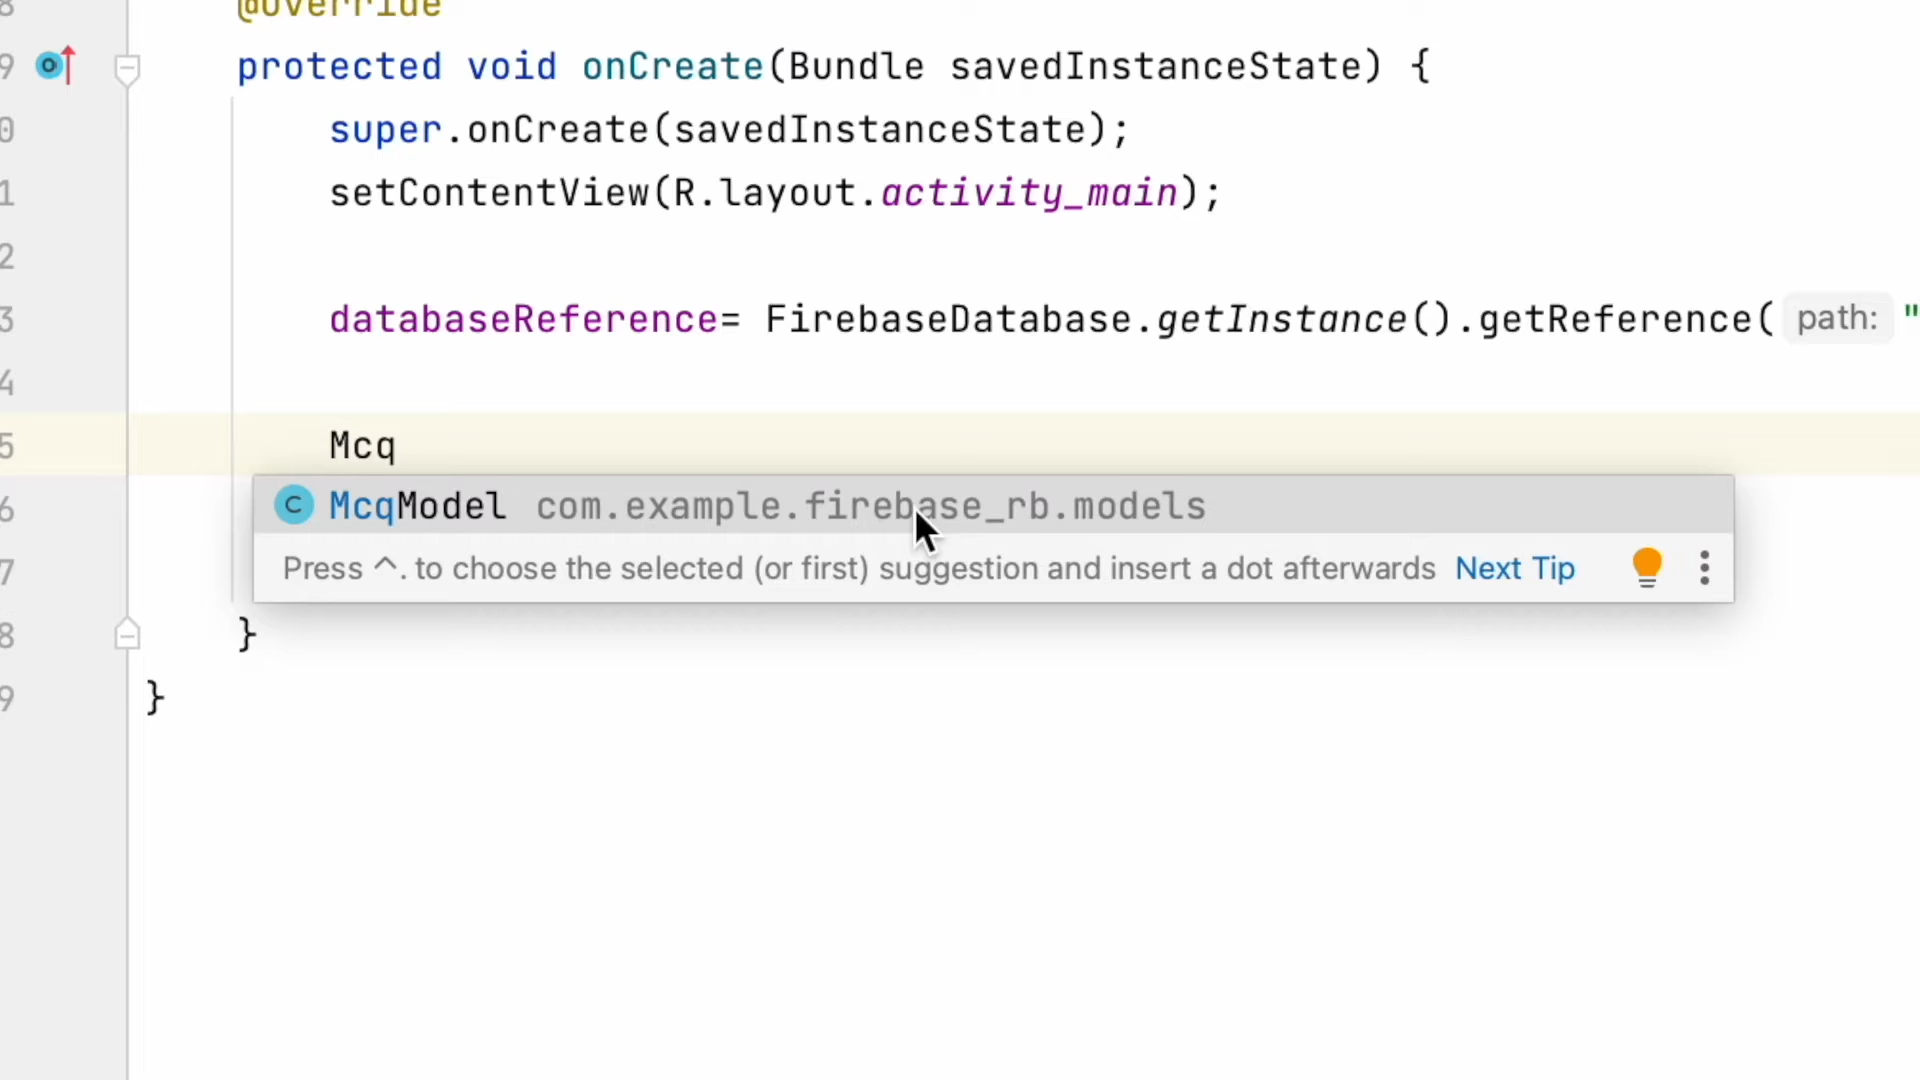 8 @Override
9 protected void onCreate(Bundle savedInstanceState) {
0 super.onCreate(savedInstanceState);
1 setContentView(R.layout.activity_main);
2
3 databaseReference= FirebaseDatabase.getInstance().getReference( path: "
4
5 Mcq
6 C McqModel com.example.firebase_rb.models
7 Press ^. to choose the selected (or first) suggestion and insert a dot afterwards Next Tip
8 }
9 }